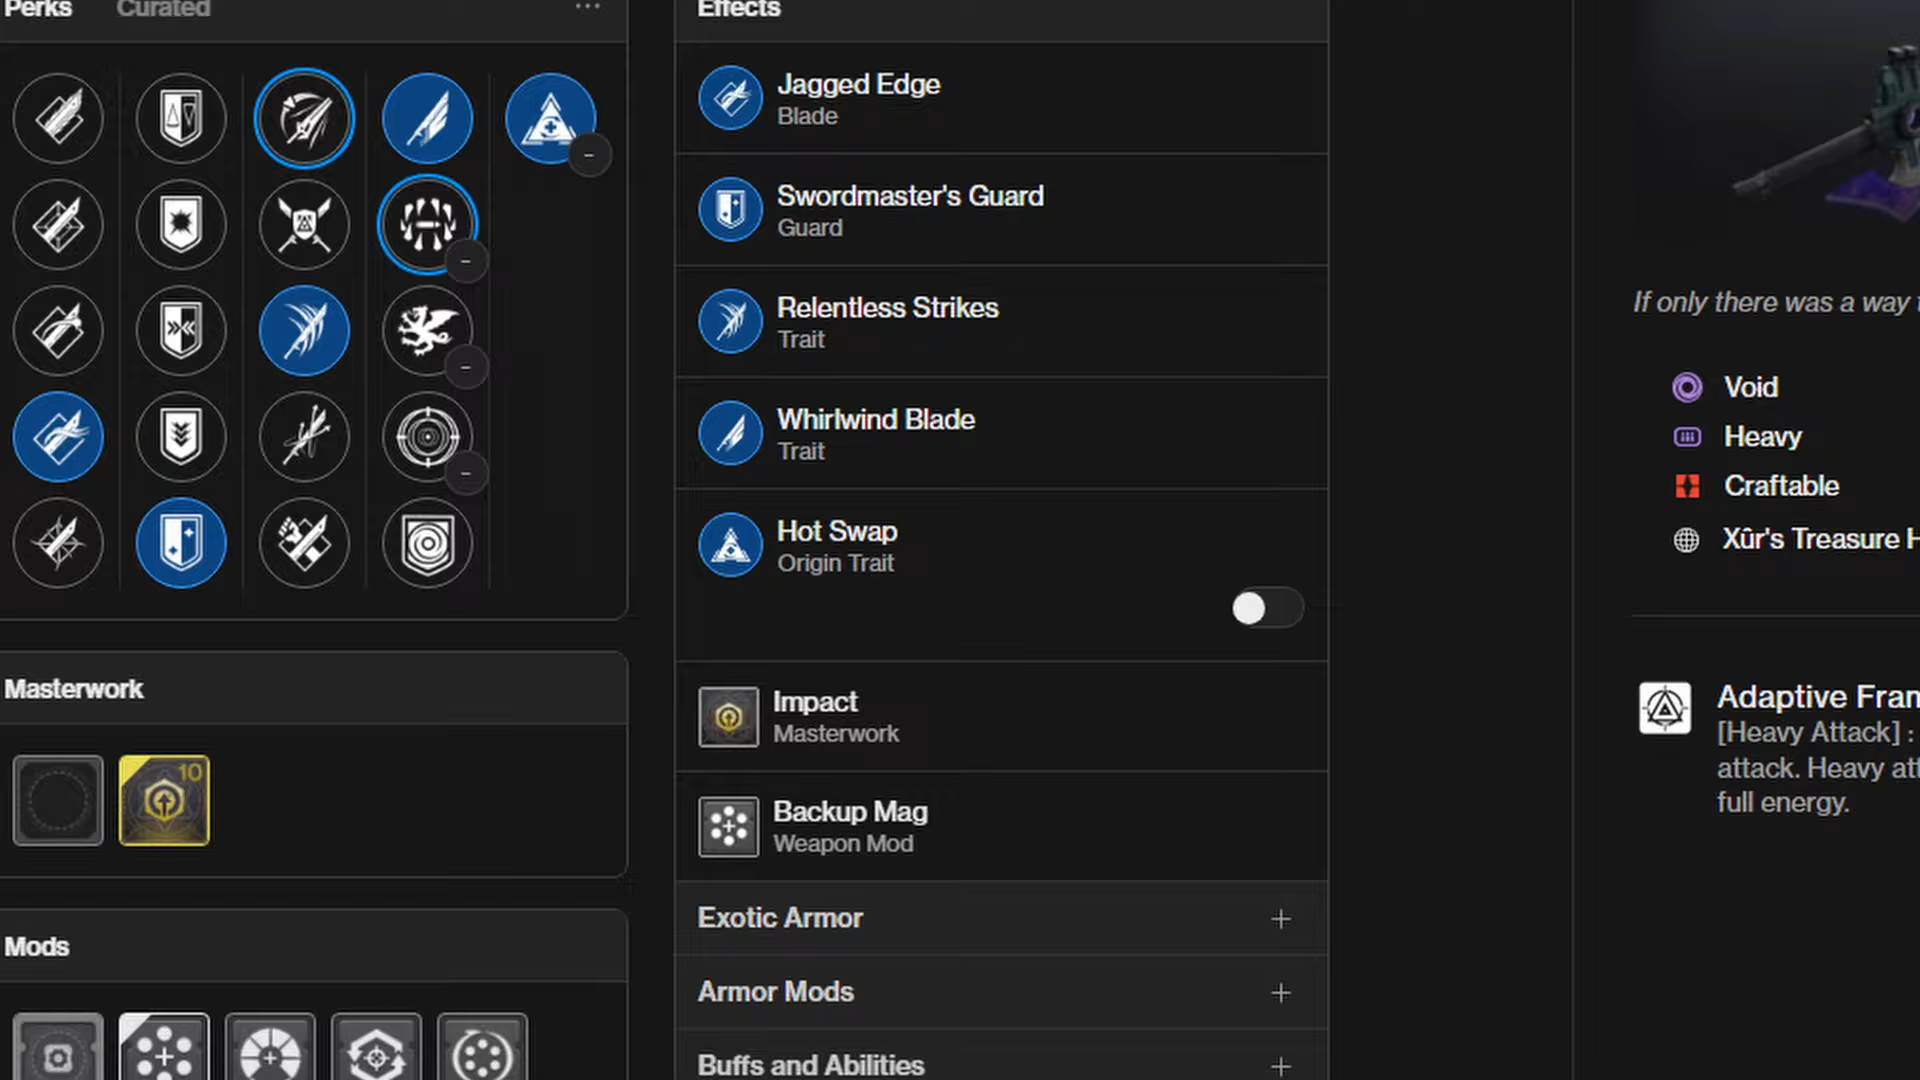 Perks
Curated
Masterwork
10
Mods
Effects
Jagged Edge
Blade
Swordmaster's Guard
Guard
Relentless Strikes
Trait
Whirlwind Blade
Trait
Hot Swap
Origin Trait
Impact
Masterwork
Backup Mag
Weapon Mod
Exotic Armor
Armor Mods
Buffs and Abilities
If only there was a way
Void
Heavy
Craftable
Xûr's Treasure
Adaptive
[Heavy Attack] :
attack. Heavy
full energy.